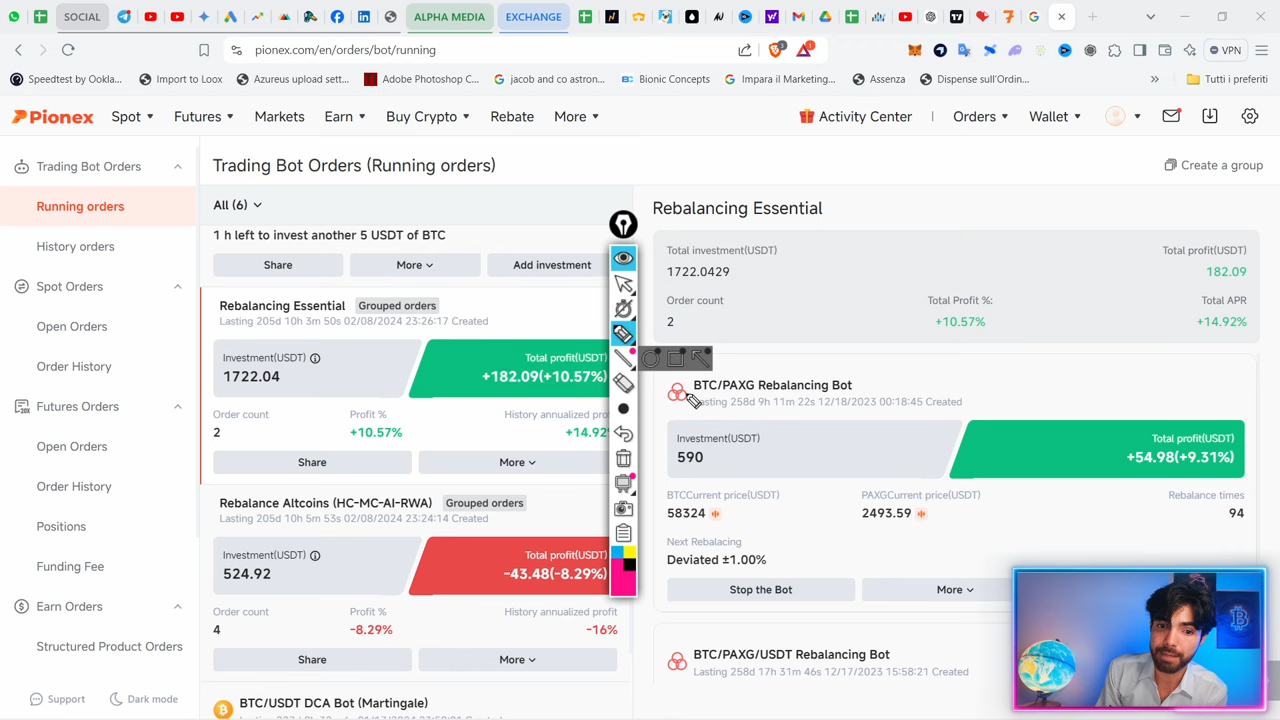 SOCIAL
ALPHA MEDIA
EXCHANGE
pionex.com/en/orders/bot/running
VPN
Speedtest by Ookla...
Import to Loox
Azureus upload sett...
Adobe Photoshop C...
jacob and co astron...
Bionic Concepts
Impara il Marketing...
Assenza
Dispense sull'Ordin...
Tutti i preferiti
Pionex
Spot
Futures
Markets
Earn
Buy Crypto
Rebate
More
Activity Center
Orders
Wallet
Trading Bot Orders
Running orders
History orders
Spot Orders
Open Orders
Order History
Futures Orders
Open Orders
Order History
Positions
Funding Fee
Earn Orders
Structured Product Orders
Support
Dark mode
Trading Bot Orders (Running orders)
Create a group
All (6)
1 h left to invest another 5 USDT of BTC
Share
More
Add investment
Rebalancing Essential
Grouped orders
Lasting 205d 10h 3m 50s 02/08/2024 23:26:17 Created
Investment(USDT)
Total profit(USDT)
1722.04
+182.09(+10.57%)
Order count
Profit %
History annualized profit
2
+10.57%
+14.92%
Share
More
Rebalance Altcoins (HC-MC-AI-RWA)
Grouped orders
Lasting 205d 10h 5m 53s 02/08/2024 23:24:14 Created
Investment(USDT)
Total profit(USDT)
524.92
-43.48(-8.29%)
Order count
Profit %
History annualized profit
4
-8.29%
-16%
Share
More
BTC/USDT DCA Bot (Martingale)
Rebalancing Essential
Total investment(USDT)
Total profit(USDT)
1722.0429
182.09
Order count
Total Profit %:
Total APR
2
+10.57%
+14.92%
BTC/PAXG Rebalancing Bot
Lasting 258d 9h 11m 22s 12/18/2023 00:18:45 Created
Investment(USDT)
Total profit(USDT)
590
+54.98(+9.31%)
BTCCurrent price(USDT)
PAXGCurrent price(USDT)
Rebalance times
58324
2493.59
94
Next Rebalacing
Deviated ±1.00%
Stop the Bot
More
BTC/PAXG/USDT Rebalancing Bot
Lasting 258d 17h 31m 46s 12/17/2023 15:58:21 Created